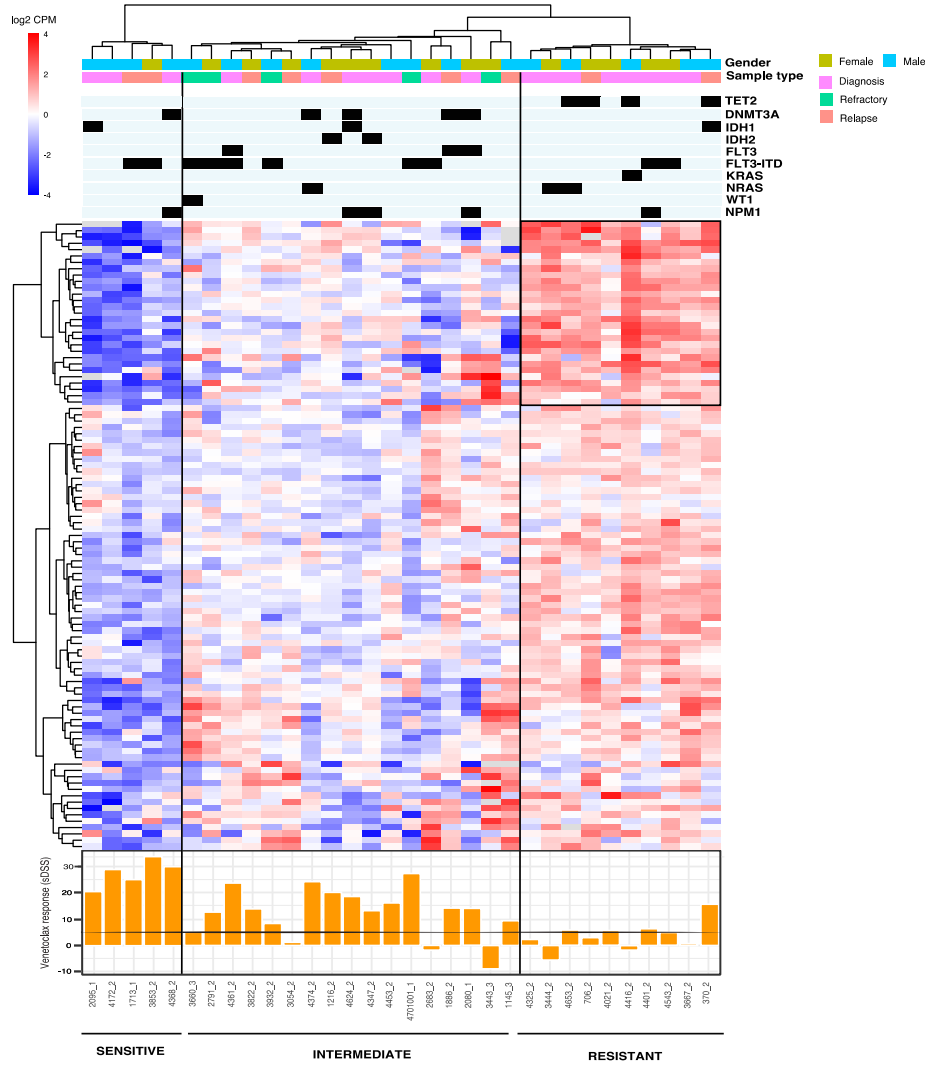 log2 CPM
4
2
0
-2
-4
Gender
Sample type
Female
Male
Diagnosis
Refractory
Relapse
TET2
DNMT3A
IDH1
IDH2
FLT3
FLT3-ITD
KRAS
NRAS
WT1
NPM1
Venetoclax response (sDSS)
30
20
10
0
-10
2095_1
4172_2
1713_1
3853_2
4368_2
3660_3
2791_2
4361_2
3822_2
3932_2
3054_2
4374_2
1216_2
4624_2
4347_2
4453_2
4701001_1
2683_2
1886_2
2080_1
3443_3
1145_3
4325_2
3444_2
4653_2
706_2
4021_2
4416_2
4401_2
4543_2
3667_2
370_2
SENSITIVE
INTERMEDIATE
RESISTANT